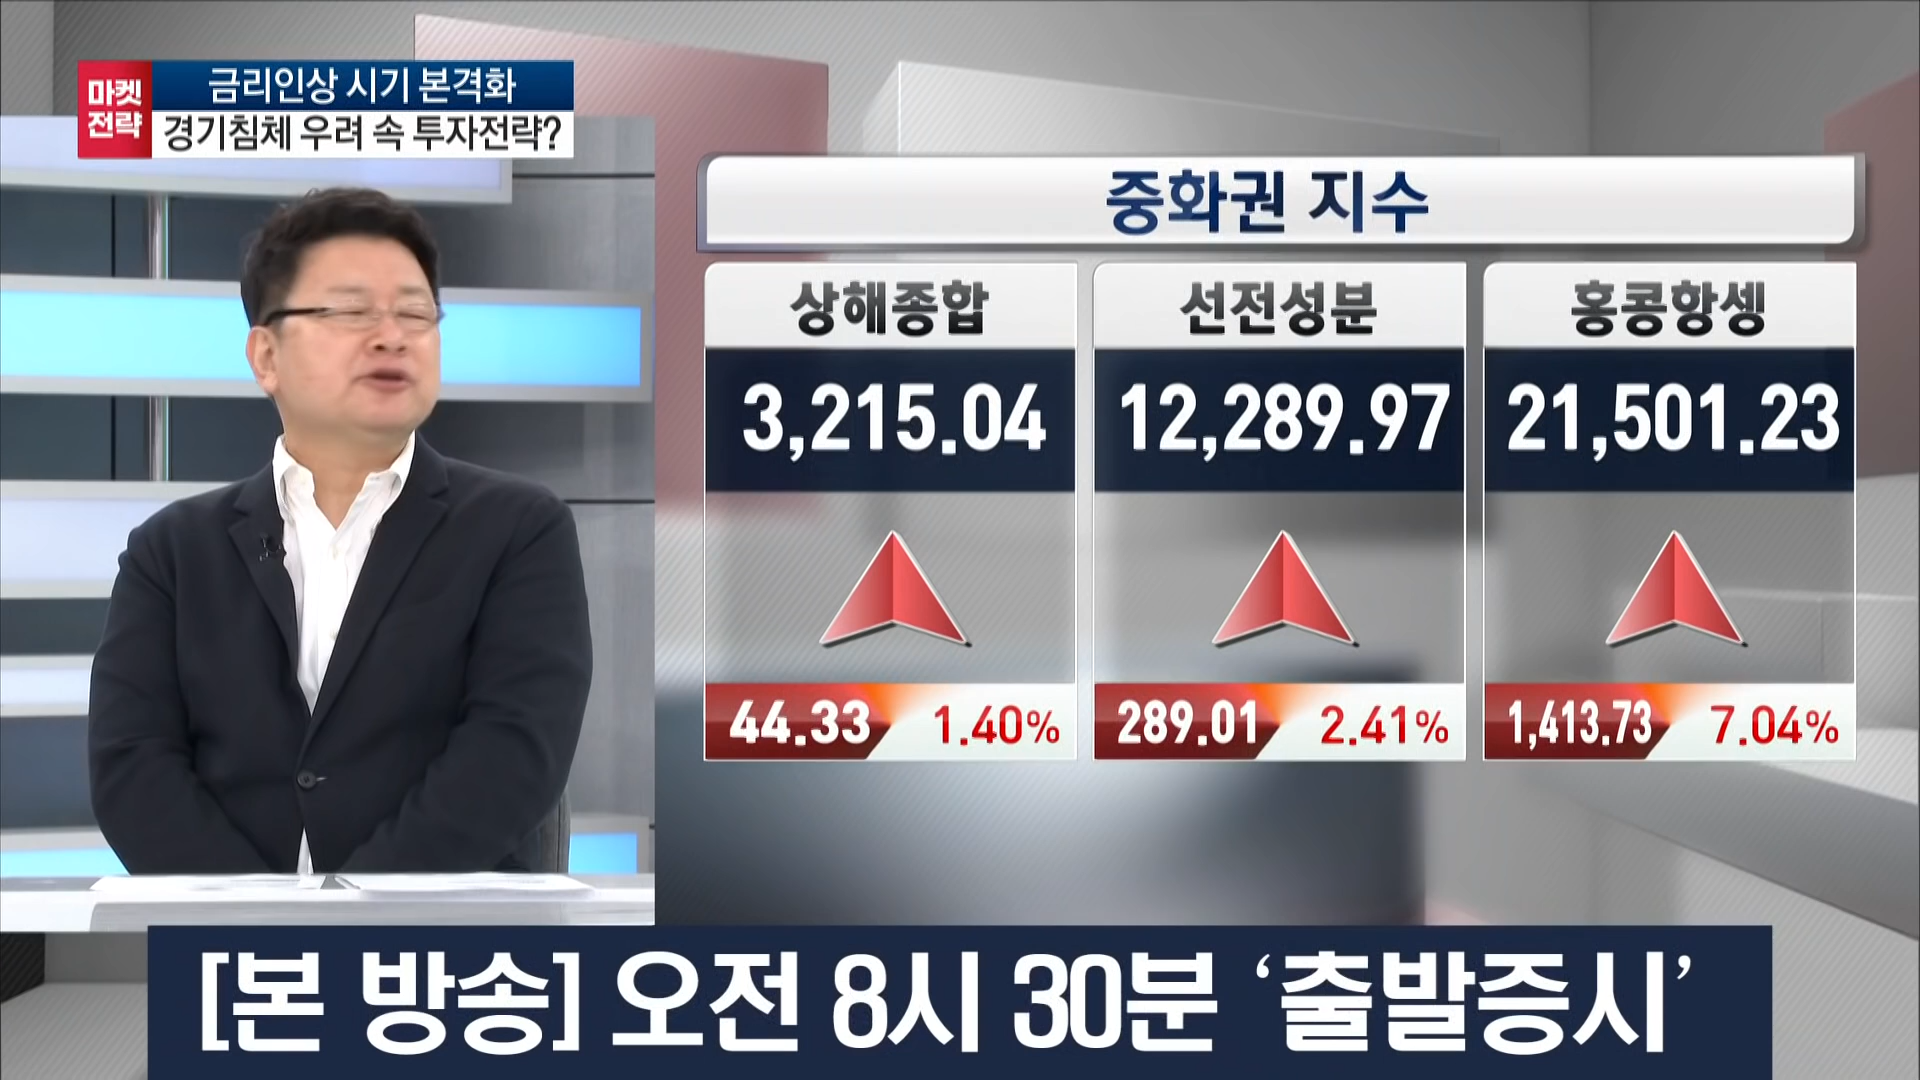 마켓
전략
금리인상 시기 본격화
경기침체 우려 속 투자전략?
중화권 지수
상해종합
3,215.04
44.33 1.40%
선전성분
12,289.97
289.01 2.41%
홍콩항셍
21,501.23
1,413.73 7.04%
[본 방송] 오전 8시 30분 ‘출발증시’